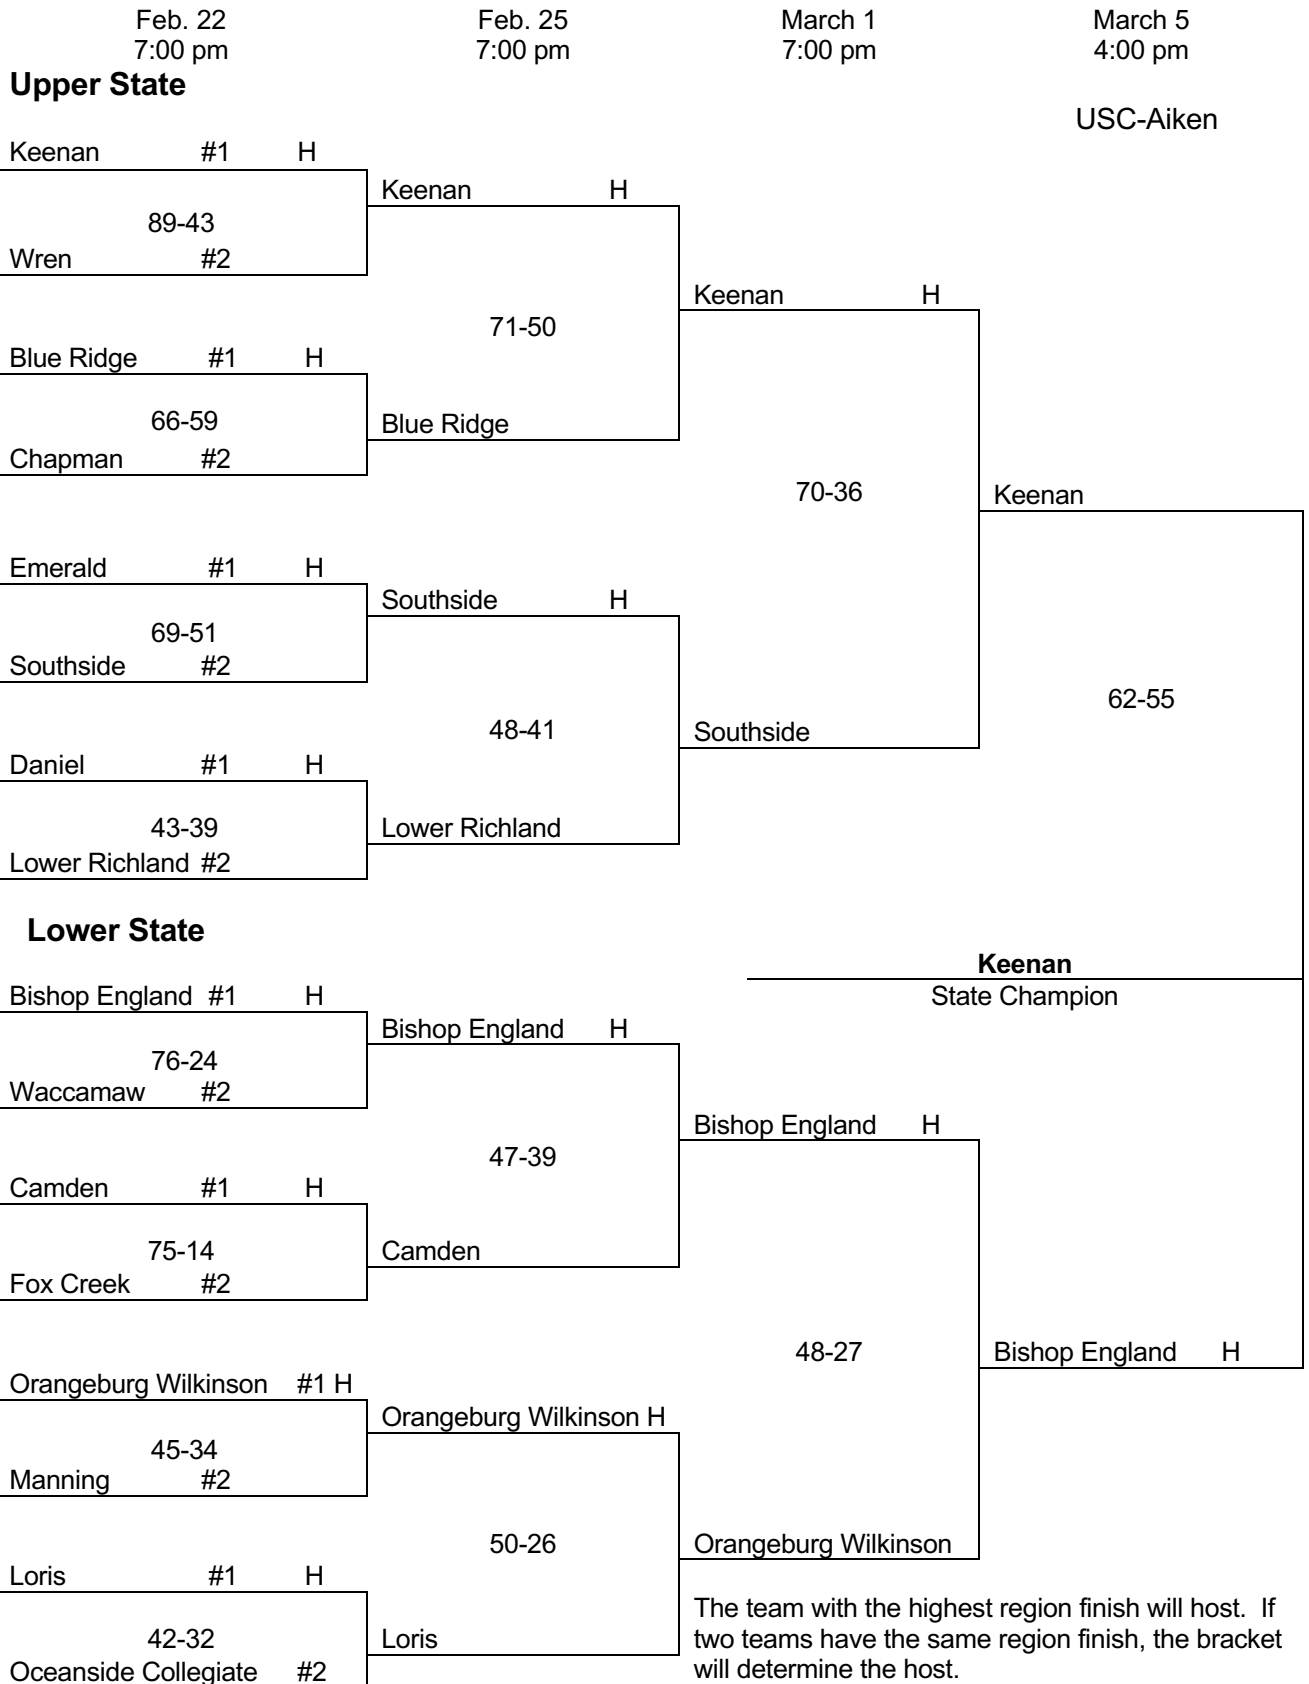 Feb. 22 Feb. 25 March 1 March 5
7:00 pm 7:00 pm 7:00 pm 4:00 pm
Upper State
USC-Aiken
Keenan #1 H
Keenan H
89-43
Wren #2
Keenan H
71-50
Blue Ridge #1 H
66-59
Blue Ridge
Chapman #2
70-36
Keenan
Emerald #1 H
Southside H
69-51
Southside #2
62-55
48-41
Southside
Daniel #1 H
43-39
Lower Richland
Lower Richland #2
Lower State
Keenan
State Champion
Bishop England #1 H
Bishop England H
76-24
Waccamaw #2
Bishop England H
47-39
Camden #1 H
75-14
Camden
Fox Creek #2
48-27
Bishop England H
Orangeburg Wilkinson #1 H
Orangeburg Wilkinson H
45-34
Manning #2
50-26
Orangeburg Wilkinson
Loris #1 H
42-32
Loris
Oceanside Collegiate #2
The team with the highest region finish will host. If
two teams have the same region finish, the bracket
will determine the host.